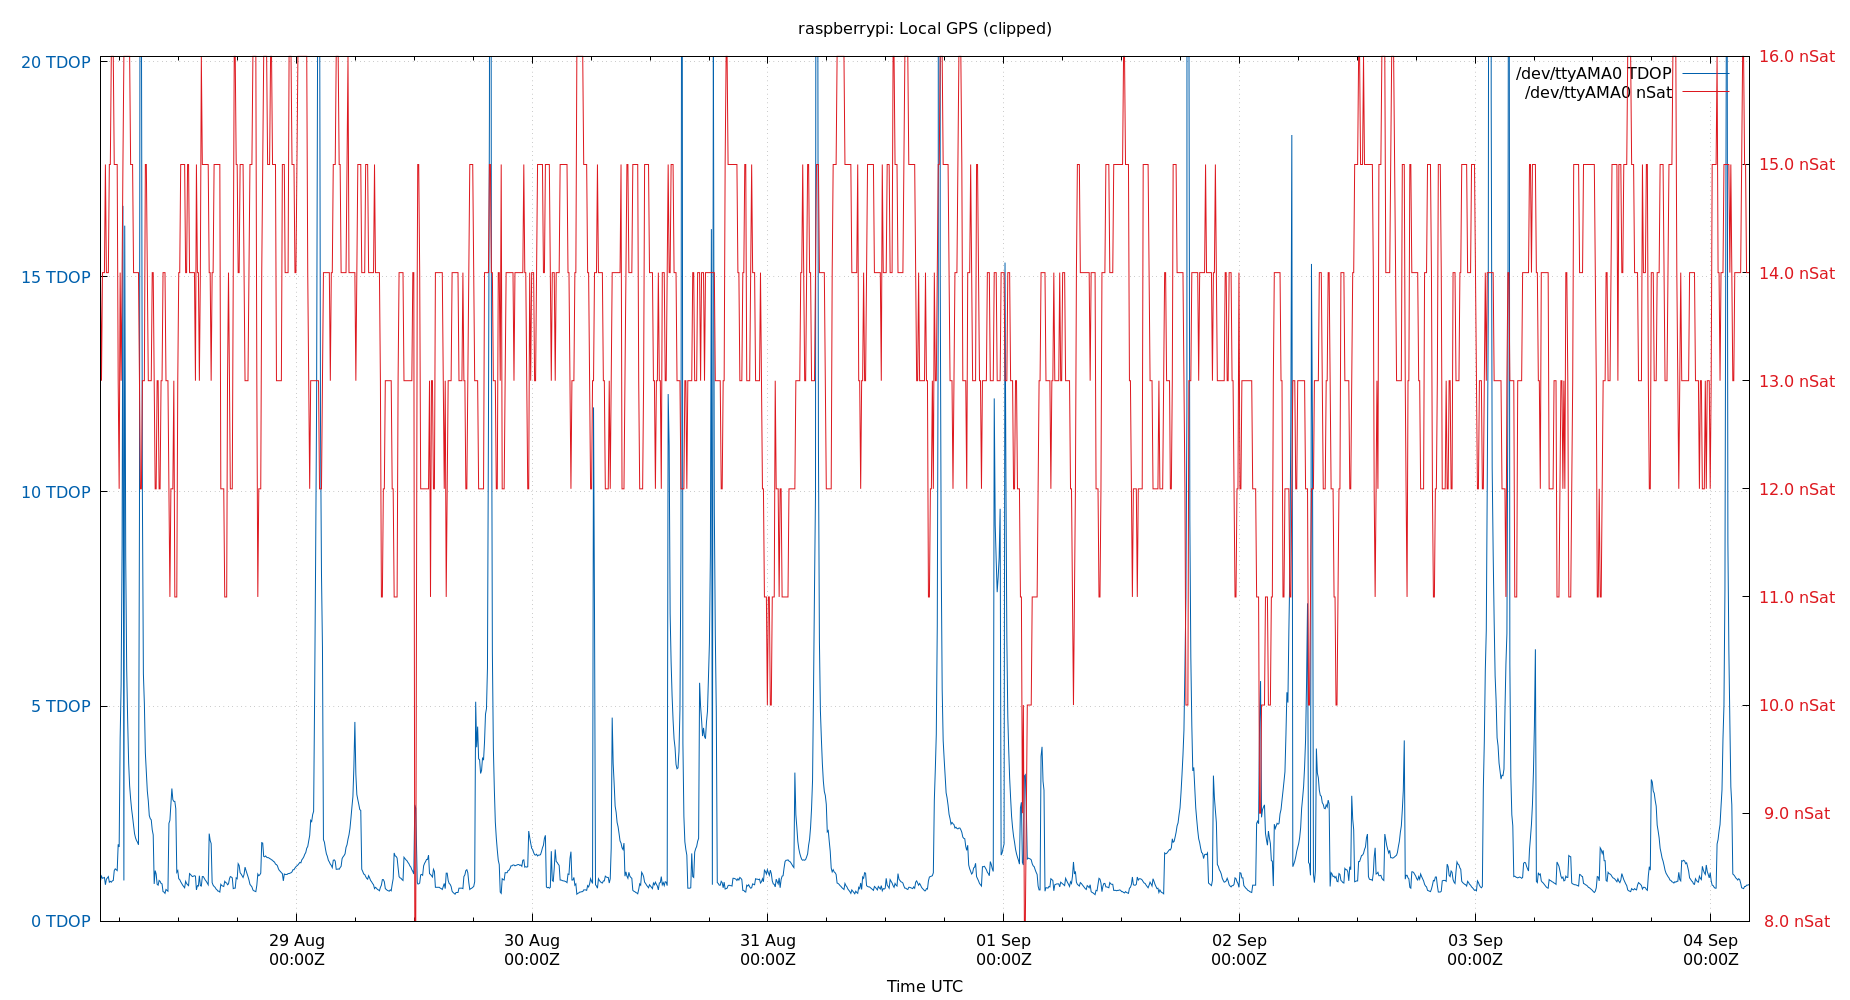 raspberrypi: Local GPS (clipped)
20 TDOP
15 TDOP
10 TDOP
5 TDOP
0 TDOP
16.0 nSat
15.0 nSat
14.0 nSat
13.0 nSat
12.0 nSat
11.0 nSat
10.0 nSat
9.0 nSat
8.0 nSat
/dev/ttyAMA0 TDOP
/dev/ttyAMA0 nSat
29 Aug
00:00Z
30 Aug
00:00Z
31 Aug
00:00Z
01 Sep
00:00Z
02 Sep
00:00Z
03 Sep
00:00Z
04 Sep
00:00Z
Time UTC